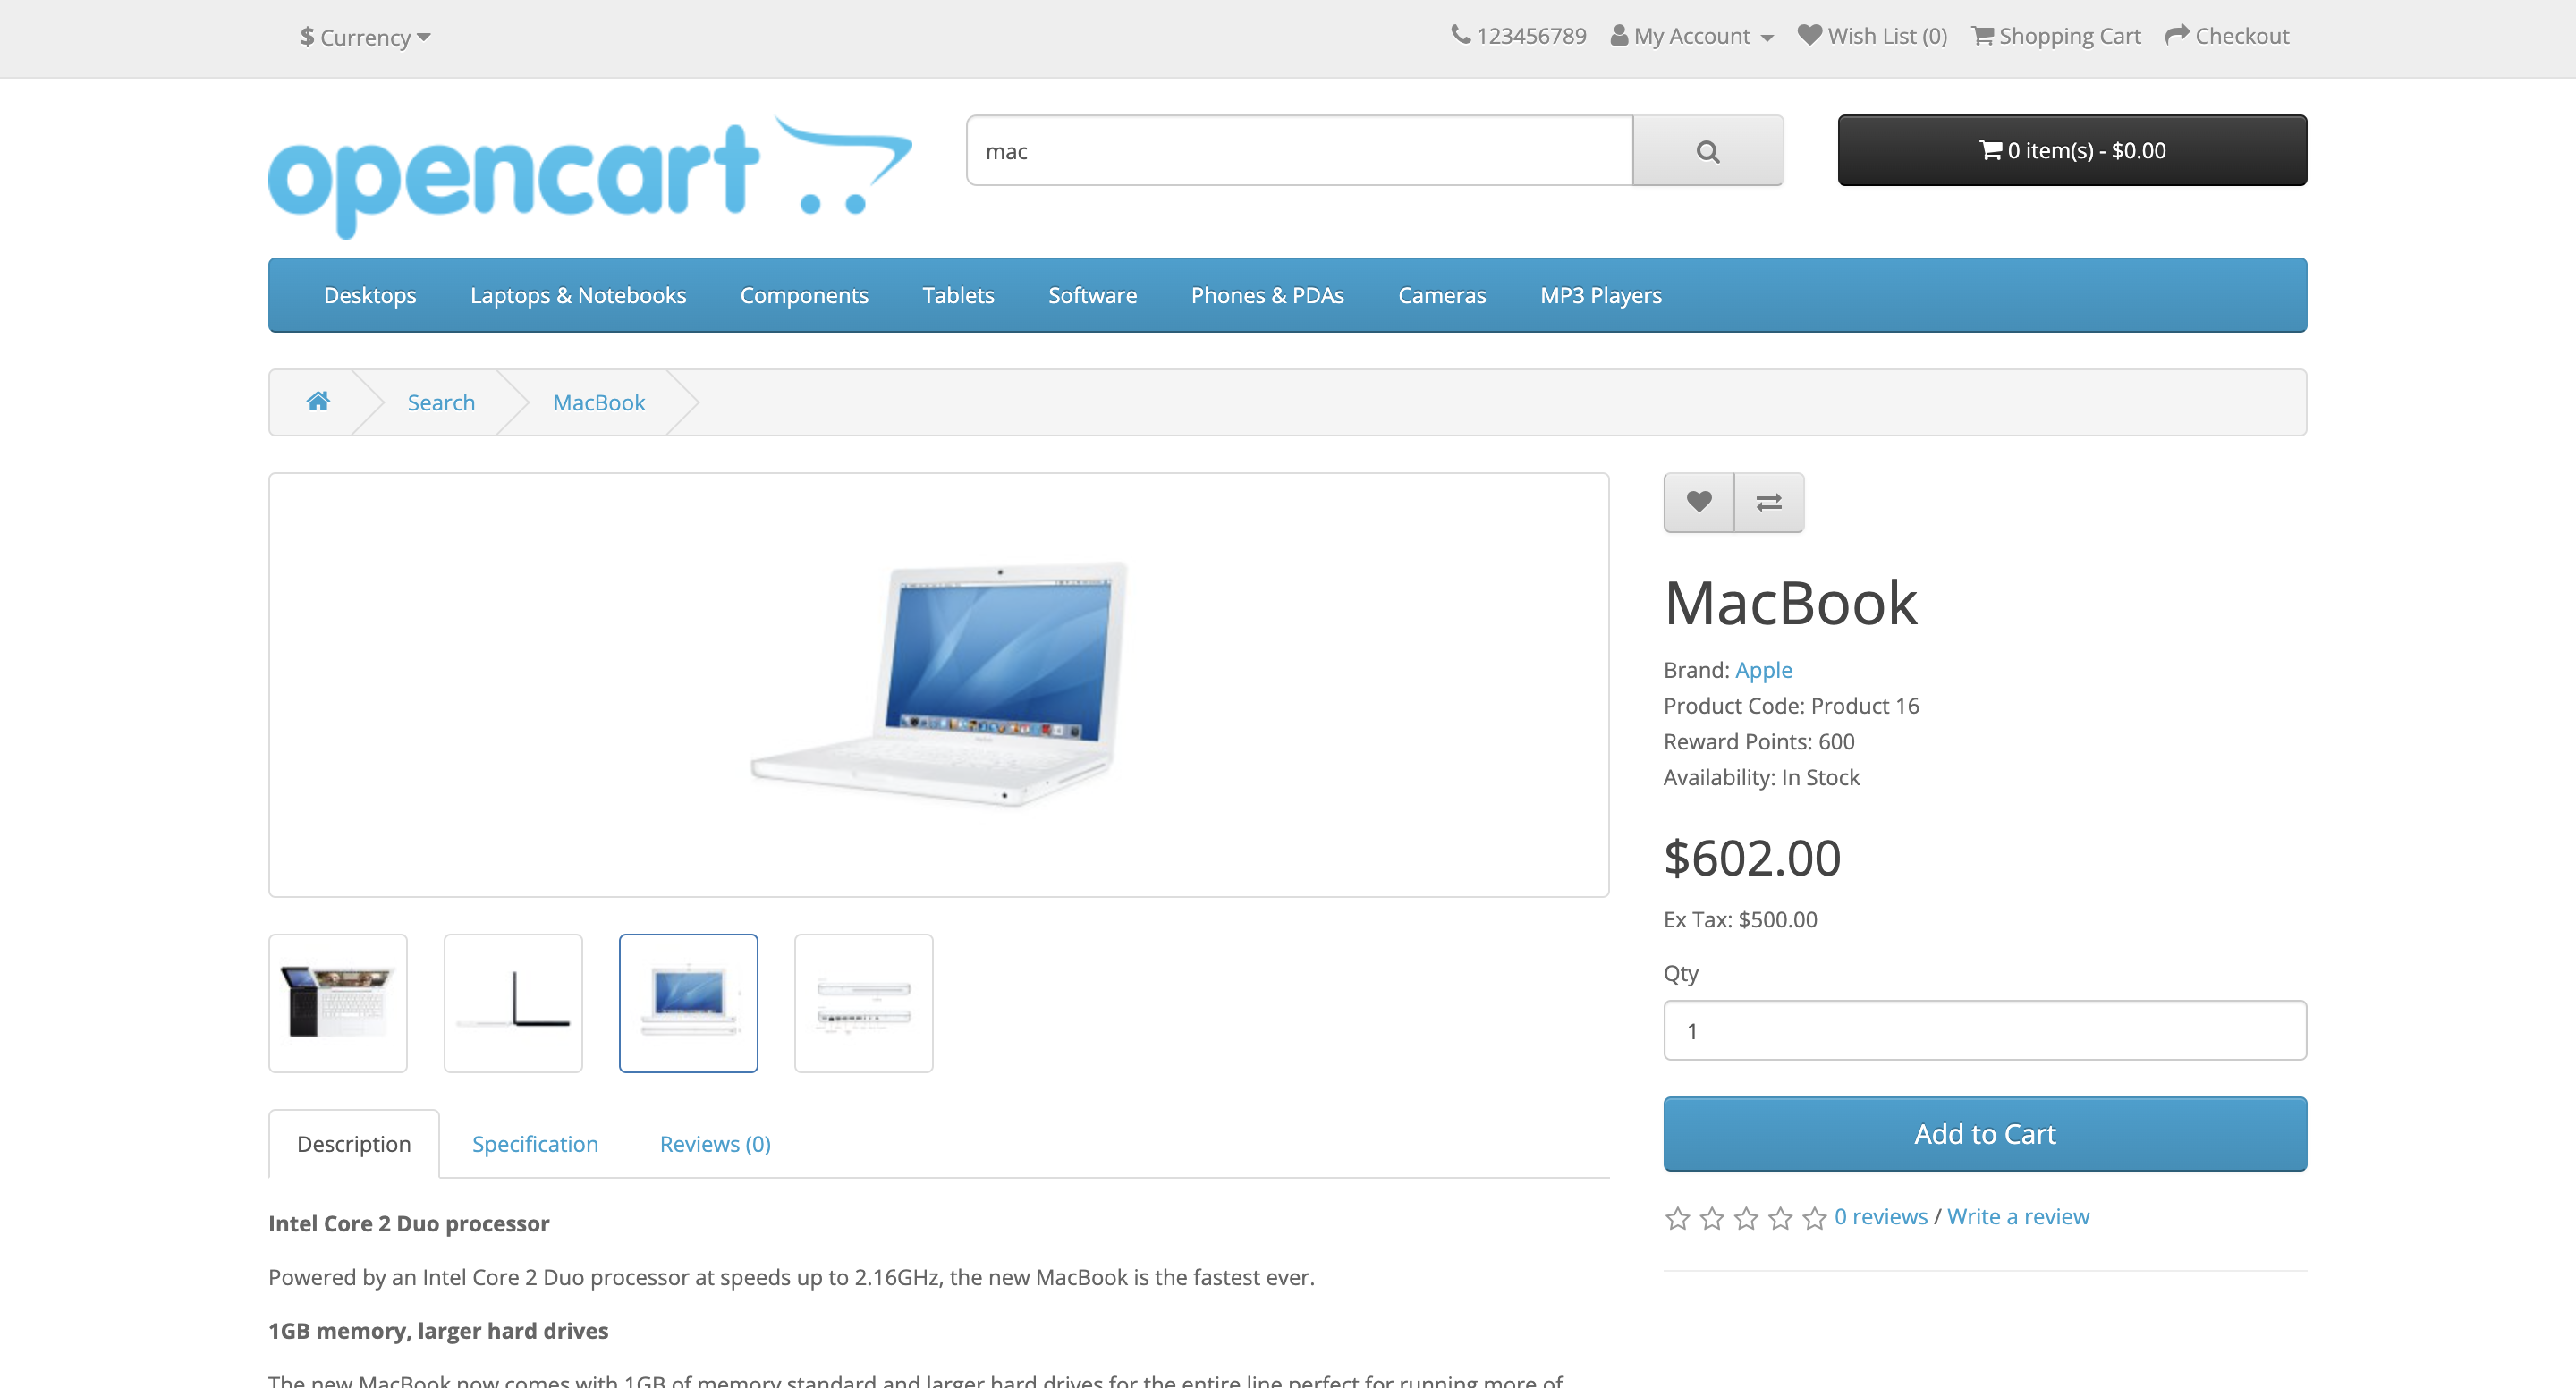 $ Currency
123456789 My Account Wish List (0) Shopping Cart Checkout
opencart
mac
0 item(s) - $0.00
Desktops Laptops & Notebooks Components Tablets Software Phones & PDAs Cameras MP3 Players
Search MacBook
MacBook
Brand: Apple
Product Code: Product 16
Reward Points: 600
Availability: In Stock
$602.00
Ex Tax: $500.00
Qty
1
Add to Cart
0 reviews / Write a review
Description Specification Reviews (0)
Intel Core 2 Duo processor
Powered by an Intel Core 2 Duo processor at speeds up to 2.16GHz, the new MacBook is the fastest ever.
1GB memory, larger hard drives
The new MacBook now comes with 1GB of memory standard and larger hard drives for the entire line perfect for running more of